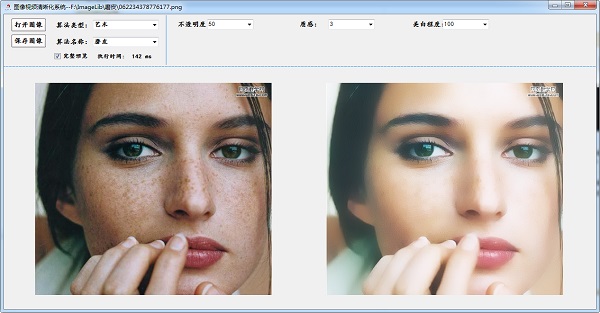 图像视频清晰化系统--F:\ImageLib\磨皮\062234378776177.png
打开图像
算法类型：
艺术
不透明度：
50
质感：
3
美白程度：
100
保存图像
算法名称：
磨皮
完整预览
执行时间： 142 ms